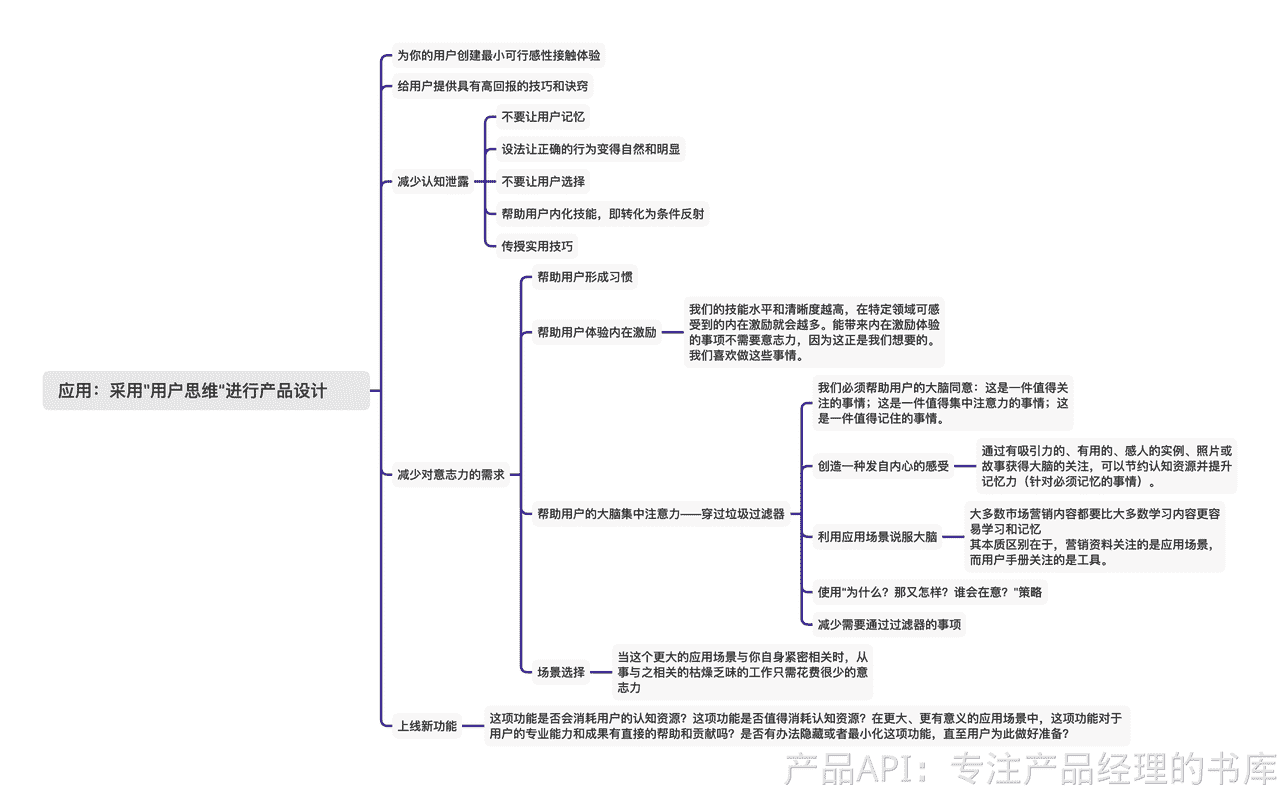 为你的用户创建最小可行感性接触体验
给用户提供具有高回报的技巧和诀窍
不要让用户记忆
设法让正确的行为变得自然和明显
减少认知泄露
不要让用户选择
帮助用户内化技能，即转化为条件反射
传授实用技巧
帮助用户形成习惯
帮助用户体验内在激励
我们的技能水平和清晰度越高，在特定领域可感
受到的内在激励就会越多。能带来内在激励体验
的事项不需要意志力，因为这正是我们想要的。
我们喜欢做这些事情。
应用：采用"用户思维"进行产品设计
减少对意志力的需求
帮助用户的大脑集中注意力——穿过垃圾过滤器
我们必须帮助用户的大脑同意：这是一件值得关
注的事情；这是一件值得集中注意力的事情；这
是一件值得记住的事情。
创造一种发自内心的感受
通过有吸引力的、有用的、感人的实例、照片或
故事获得大脑的关注，可以节约认知资源并提升
记忆力（针对必须记忆的事情）。
利用应用场景说服大脑
大多数市场营销内容都要比大多数学习内容更容
易学习和记忆
其本质区别在于，营销资料关注的是应用场景，
而用户手册关注的是工具。
使用"为什么？那又怎样？谁会在意？"策略
减少需要通过过滤器的事项
场景选择
当这个更大的应用场景与你自身紧密相关时，从
事与之相关的枯燥乏味的工作只需花费很少的意
志力
上线新功能
这项功能是否会消耗用户的认知资源？这项功能是否值得消耗认知资源？在更大、更有意义的应用场景中，这项功能对于
用户的专业能力和成果有直接的帮助和贡献吗？是否有办法隐藏或者最小化这项功能，直至用户为此做好准备？
产品API：专注产品经理的书库